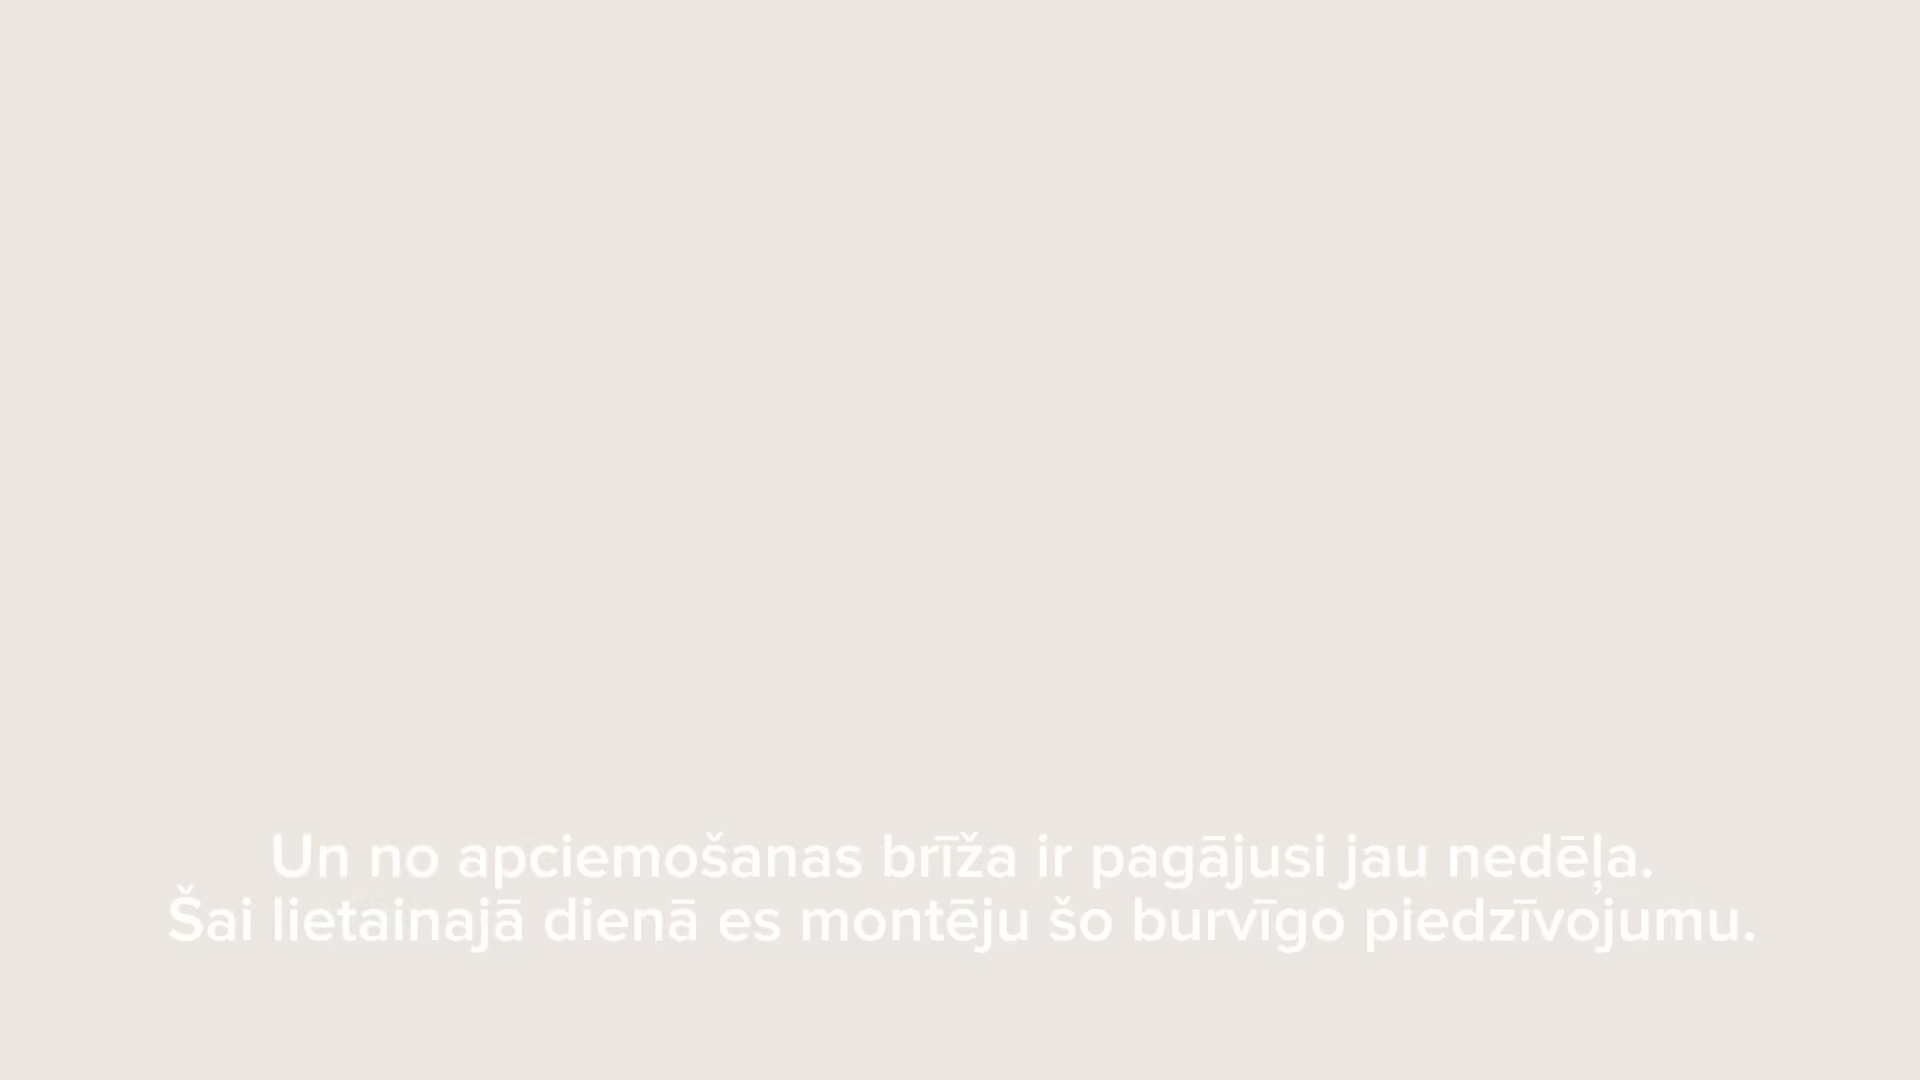 Un no apciemošanas brīža ir pagājusi jau nedēļa.
Šai lietainajā dienā es montēju šo burvīgo piedzīvojumu.